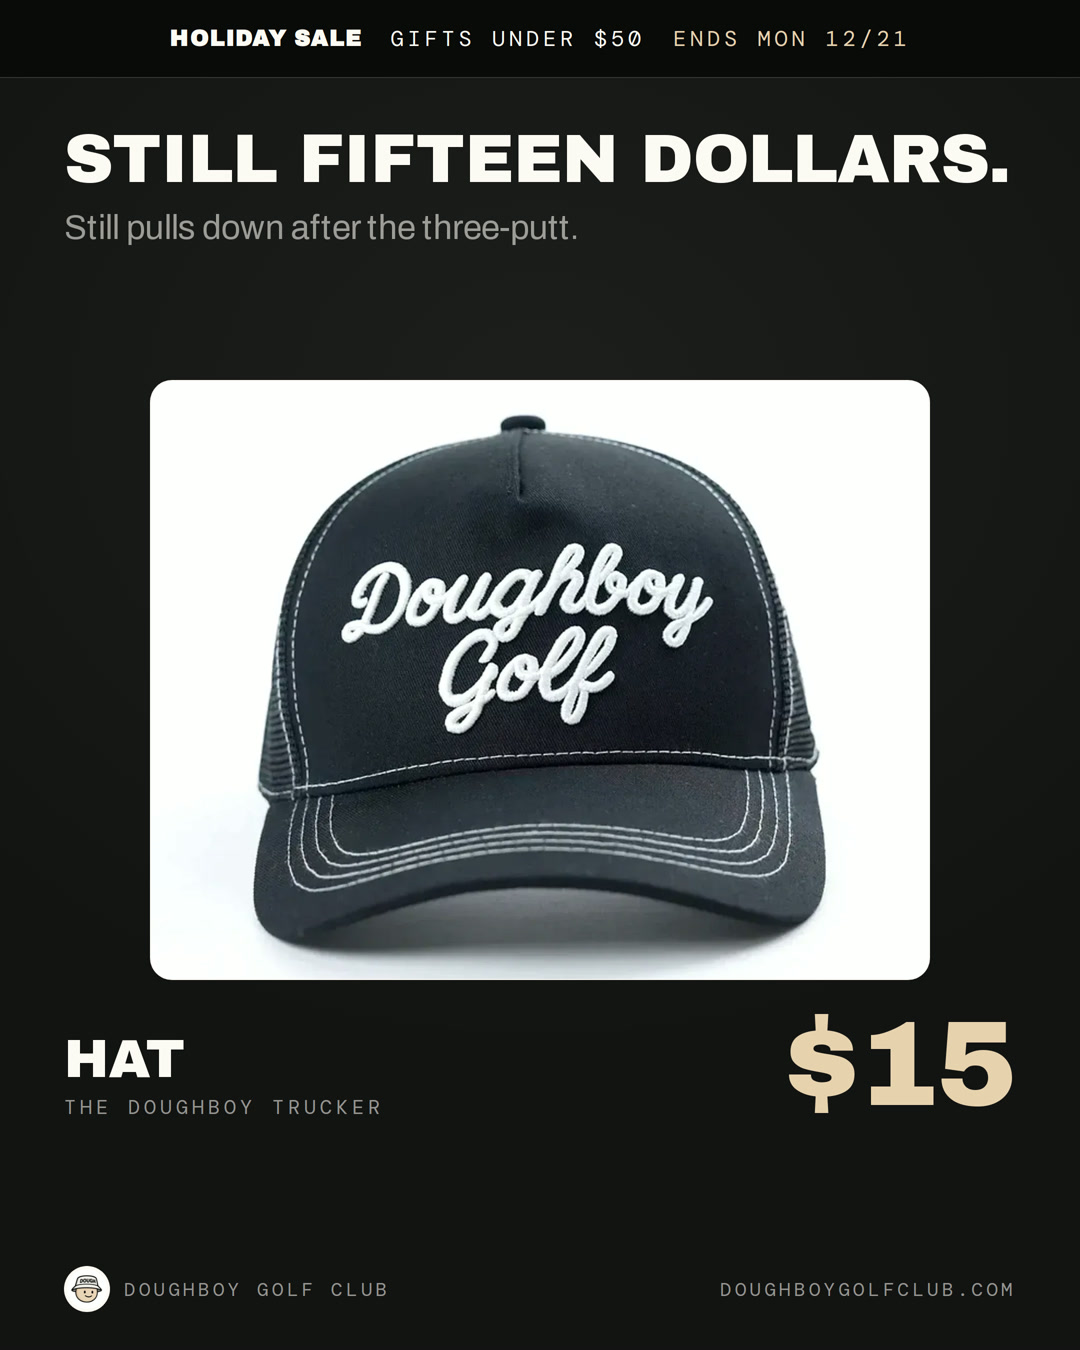 HOLIDAY SALE GIFTS UNDER $50 ENDS MON 12/21
STILL FIFTEEN DOLLARS.
Still pulls down after the three-putt.
Doughboy
Golf
HAT
$15
THE DOUGHBOY TRUCKER
DOUGH
DOUGHBOY GOLF CLUB
DOUGHBOYGOLFCLUB.COM